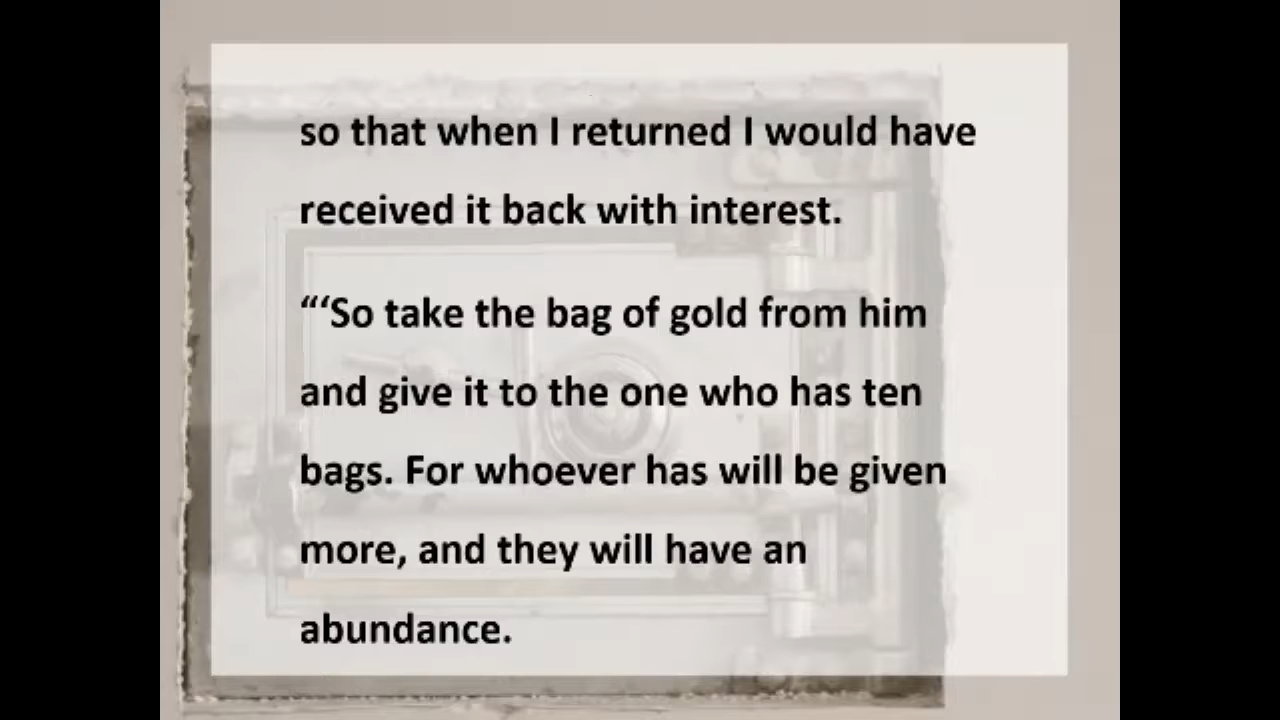 so that when I returned I would have
received it back with interest.
“‘So take the bag of gold from him
and give it to the one who has ten
bags. For whoever has will be given
more, and they will have an
abundance.